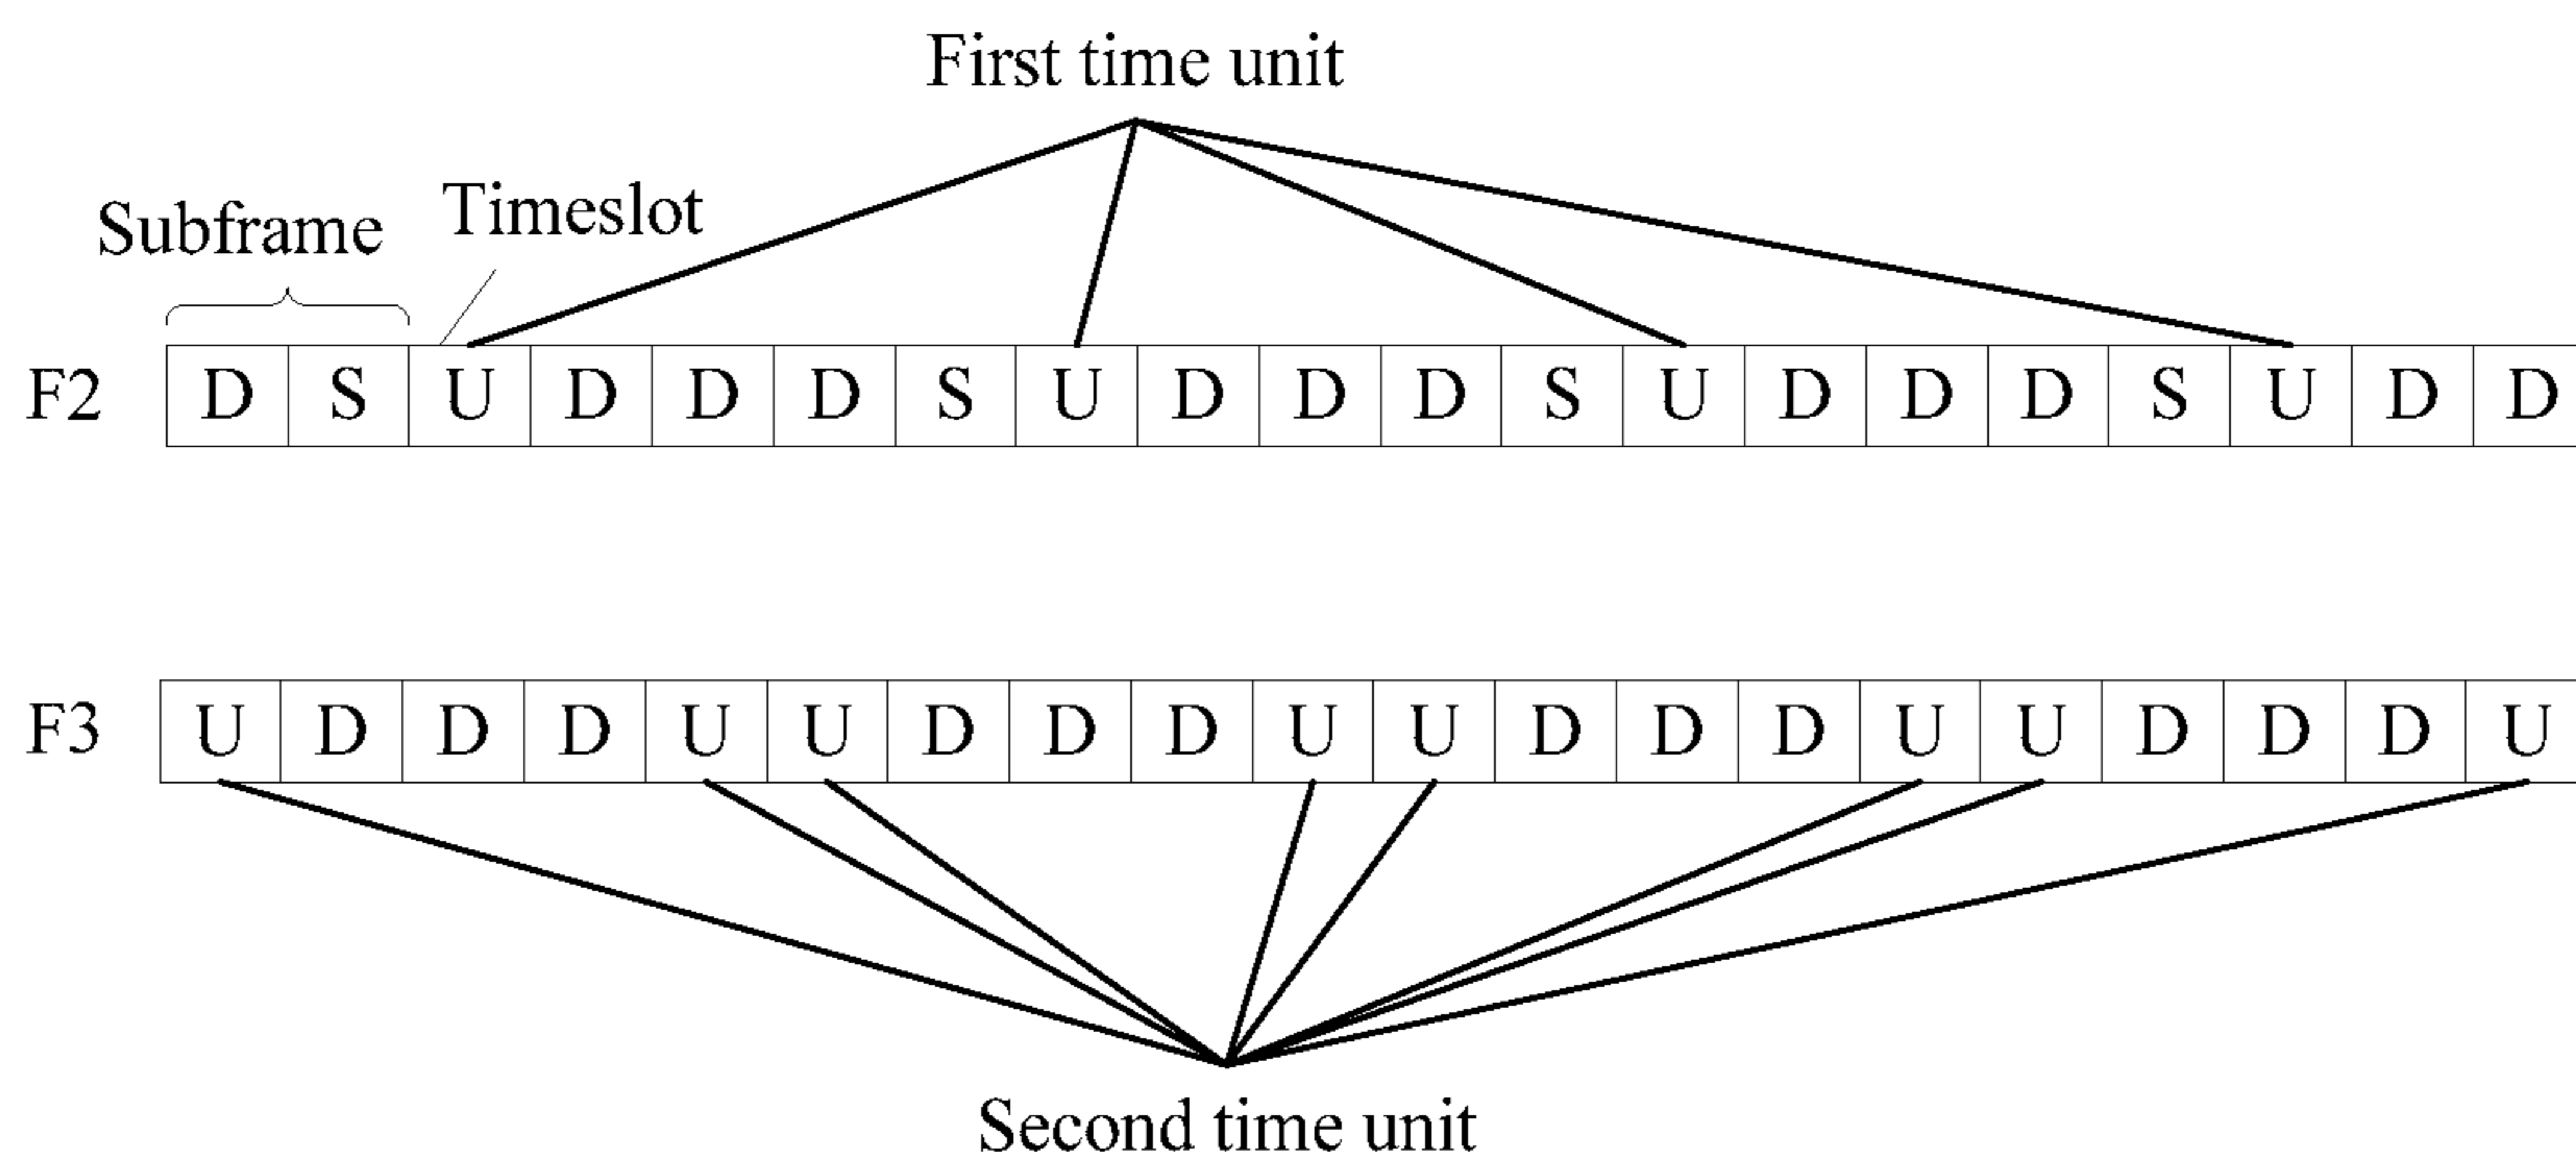 First time unit
Subframe Timeslot
F2 D S U D D D S U D D D S U D D D S U D D
F3 U D D D U U D D D U U D D D U U D D D U
Second time unit